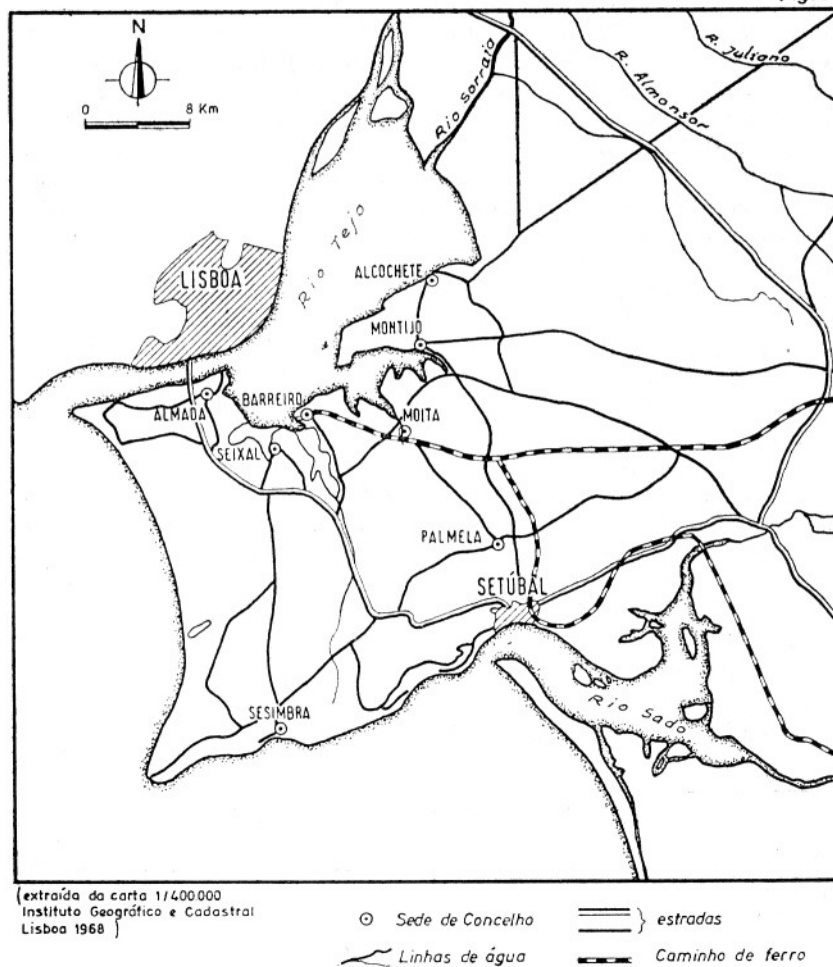 N
0 8 Km
Rio Sorraia
R. Almansor
R. Juliano
Rio Tejo
LISBOA
ALCOCHETE
MONTIJO
ALMADA
BARREIRO
MOITA
SEIXAL
PALMELA
SETÚBAL
SESIMBRA
Rio Sado
(extraída da carta 1/400.000
Instituto Geográfico e Cadastral
Lisboa 1968)
Sede de Concelho
estradas
Linhas de água
Caminho de ferro